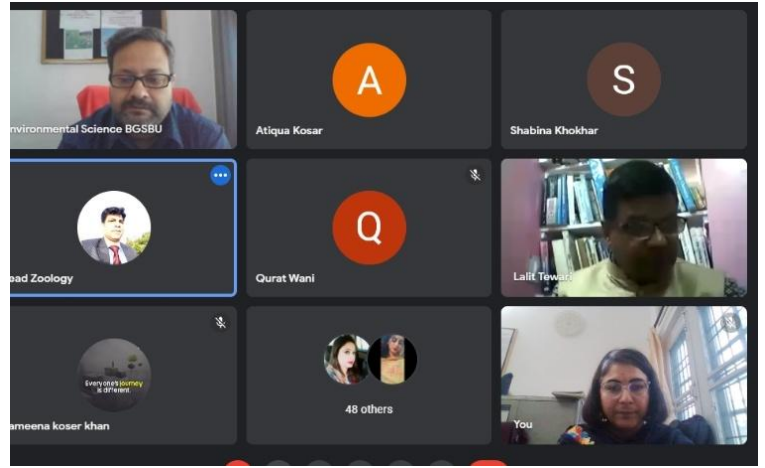 nvironmental Science BGSBU
A
Atiqua Kosar
S
Shabina Khokhar
ead Zoology
Q
Qurat Wani
Lalit Tewari
Everyone's journey
is different.
ameena koser khan
48 others
You